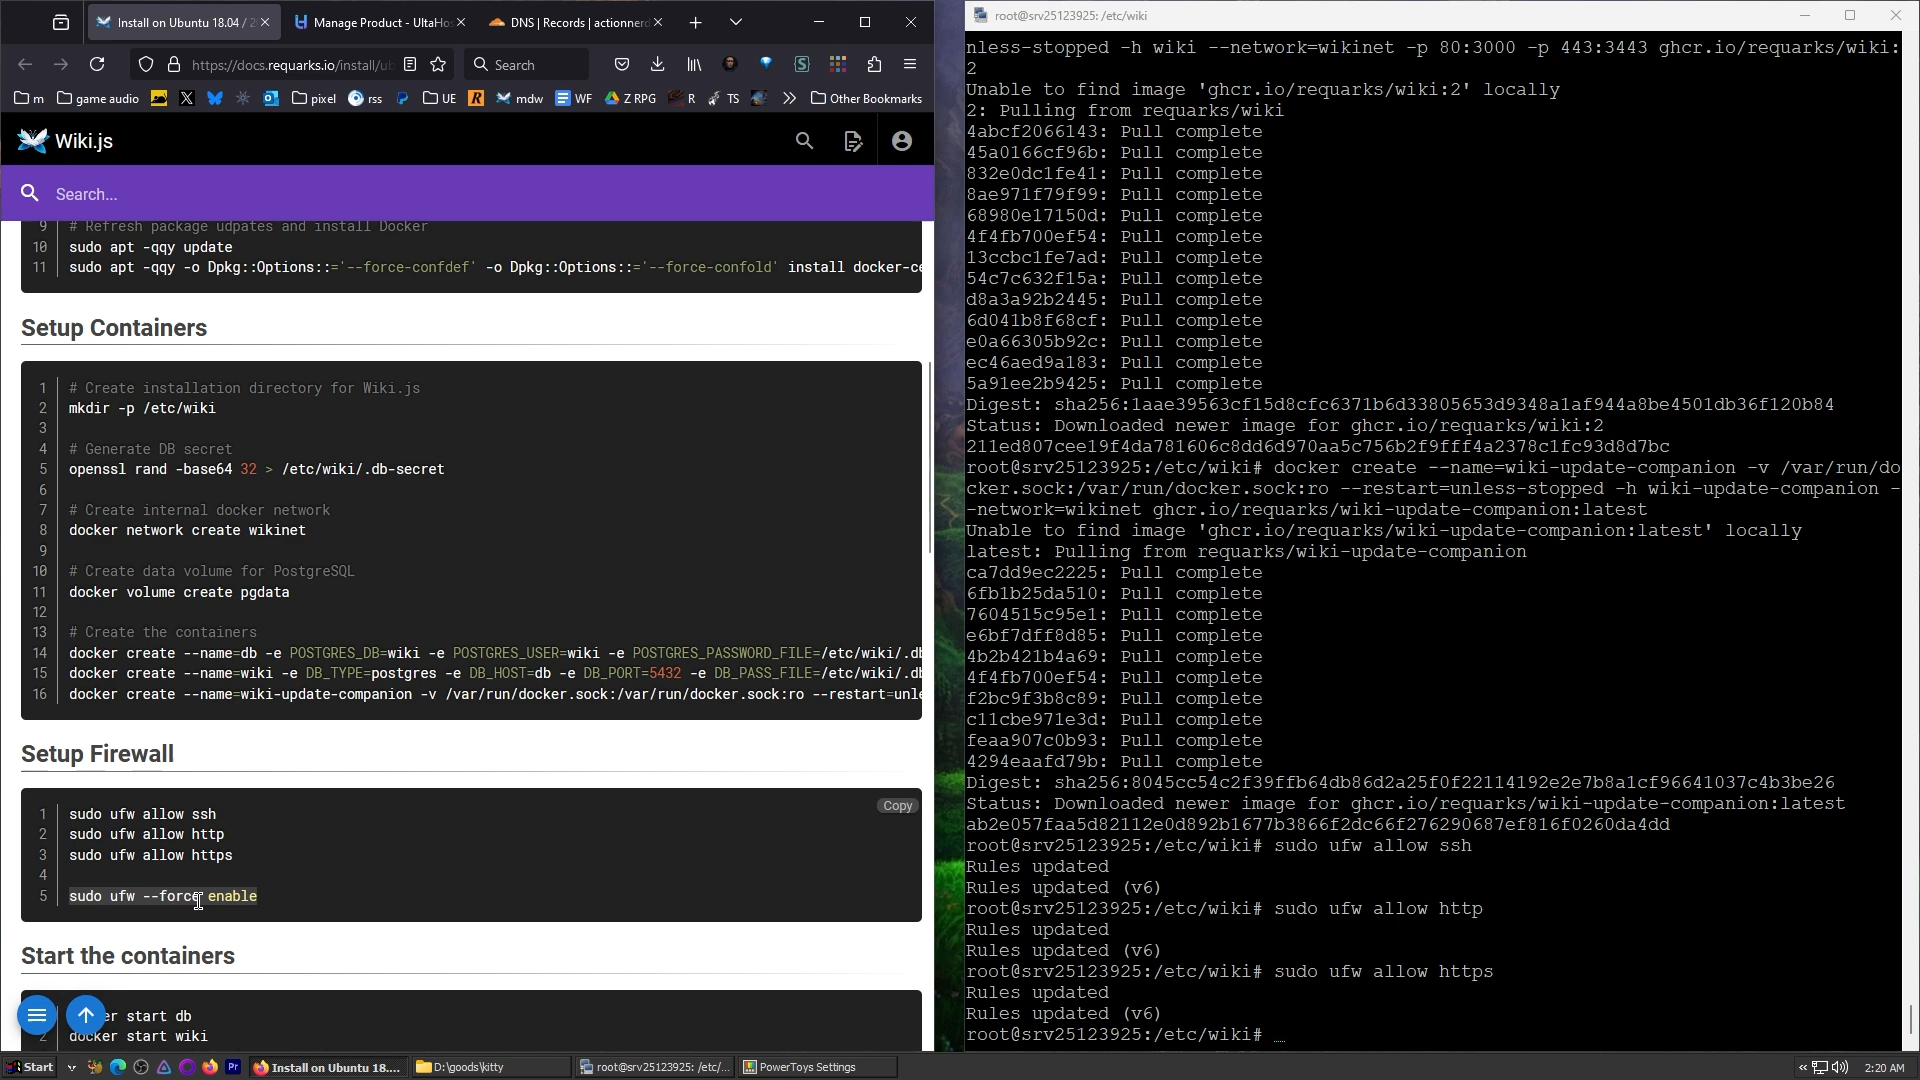 Install on Ubuntu 18.04 / 2
Manage Product - UltaHos
DNS | Records | actionnerd
https://docs.requarks.io/install/ub
Search
m
game audio
pixel
rss
UE
mdw
WF
Z RPG
R
TS
Other Bookmarks
Wiki.js
Search...
9 # Refresh package udpates and install Docker
10 sudo apt -qqy update
11 sudo apt -qqy -o Dpkg::Options::='--force-confdef' -o Dpkg::Options::='--force-confold' install docker-ce
Setup Containers
1 # Create installation directory for Wiki.js
2 mkdir -p /etc/wiki
3
4 # Generate DB secret
5 openssl rand -base64 32 > /etc/wiki/.db-secret
6
7 # Create internal docker network
8 docker network create wikinet
9
10 # Create data volume for PostgreSQL
11 docker volume create pgdata
12
13 # Create the containers
14 docker create --name=db -e POSTGRES_DB=wiki -e POSTGRES_USER=wiki -e POSTGRES_PASSWORD_FILE=/etc/wiki/.db
15 docker create --name=wiki -e DB_TYPE=postgres -e DB_HOST=db -e DB_PORT=5432 -e DB_PASS_FILE=/etc/wiki/.db
16 docker create --name=wiki-update-companion -v /var/run/docker.sock:/var/run/docker.sock:ro --restart=unle
Setup Firewall
Copy
1 sudo ufw allow ssh
2 sudo ufw allow http
3 sudo ufw allow https
4
5 sudo ufw --force enable
Start the containers
er start db
2 docker start wiki
root@srv25123925: /etc/wiki
nless-stopped -h wiki --network=wikinet -p 80:3000 -p 443:3443 ghcr.io/requarks/wiki:
2
Unable to find image 'ghcr.io/requarks/wiki:2' locally
2: Pulling from requarks/wiki
4abcf2066143: Pull complete
45a0166cf96b: Pull complete
832e0dc1fe41: Pull complete
8ae971f79f99: Pull complete
68980e17150d: Pull complete
4f4fb700ef54: Pull complete
13ccbc1fe7ad: Pull complete
54c7c632f15a: Pull complete
d8a3a92b2445: Pull complete
6d041b8f68cf: Pull complete
e0a66305b92c: Pull complete
ec46aed9a183: Pull complete
5a91ee2b9425: Pull complete
Digest: sha256:1aae39563cf15d8cfc6371b6d33805653d9348a1af944a8be4501db36f120b84
Status: Downloaded newer image for ghcr.io/requarks/wiki:2
211ed807cee19f4da781606c8dd6d970aa5c756b2f9fff4a2378c1fc93d8d7bc
root@srv25123925:/etc/wiki# docker create --name=wiki-update-companion -v /var/run/do
cker.sock:/var/run/docker.sock:ro --restart=unless-stopped -h wiki-update-companion -
-network=wikinet ghcr.io/requarks/wiki-update-companion:latest
Unable to find image 'ghcr.io/requarks/wiki-update-companion:latest' locally
latest: Pulling from requarks/wiki-update-companion
ca7dd9ec2225: Pull complete
6fb1b25da510: Pull complete
7604515c95e1: Pull complete
e6bf7dff8d85: Pull complete
4b2b421b4a69: Pull complete
4f4fb700ef54: Pull complete
f2bc9f3b8c89: Pull complete
c11cbe971e3d: Pull complete
feaa907c0b93: Pull complete
4294eaafd79b: Pull complete
Digest: sha256:8045cc54c2f39ffb64db86d2a25f0f22114192e2e7b8a1cf96641037c4b3be26
Status: Downloaded newer image for ghcr.io/requarks/wiki-update-companion:latest
ab2e057faa5d82112e0d892b1677b3866f2dc66f276290687ef816f0260da4dd
root@srv25123925:/etc/wiki# sudo ufw allow ssh
Rules updated
Rules updated (v6)
root@srv25123925:/etc/wiki# sudo ufw allow http
Rules updated
Rules updated (v6)
root@srv25123925:/etc/wiki# sudo ufw allow https
Rules updated
Rules updated (v6)
root@srv25123925:/etc/wiki# _
Start
Install on Ubuntu 18....
D:\goods\kitty
root@srv25123925: /etc/...
PowerToys Settings
2:20 AM